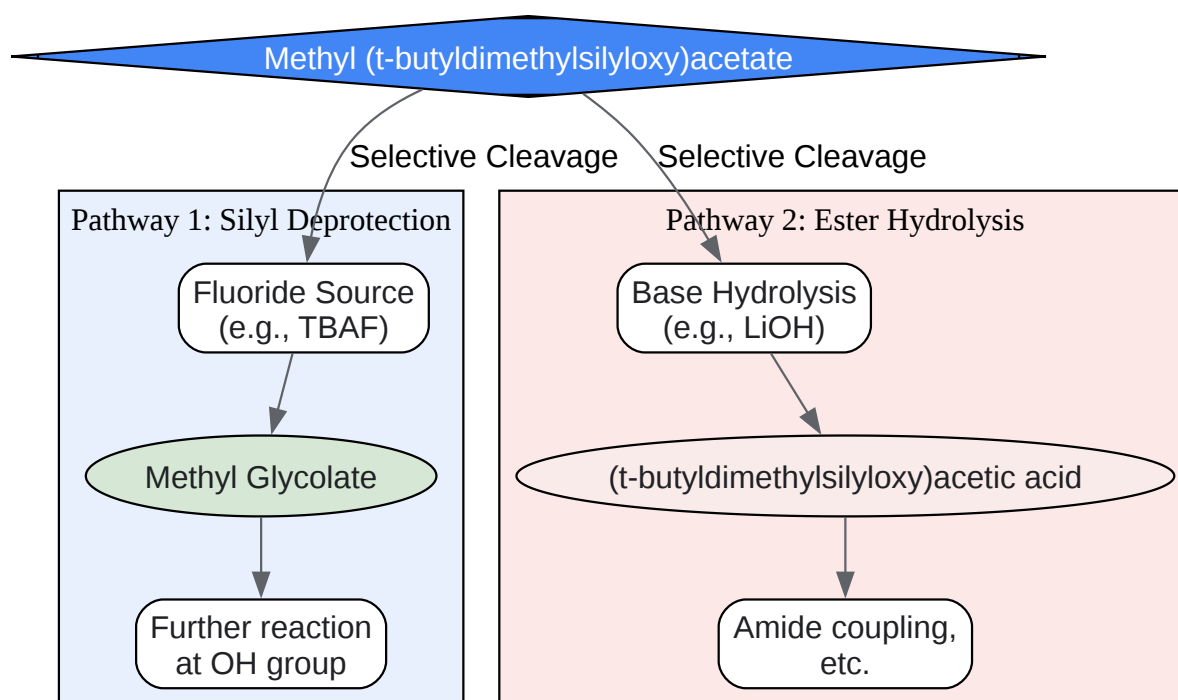 Methyl (t-butyldimethylsilyloxy)acetate
Selective Cleavage
Selective Cleavage
Pathway 1: Silyl Deprotection
Fluoride Source
(e.g., TBAF)
Methyl Glycolate
Further reaction
at OH group
Pathway 2: Ester Hydrolysis
Base Hydrolysis
(e.g., LiOH)
(t-butyldimethylsilyloxy)acetic acid
Amide coupling,
etc.